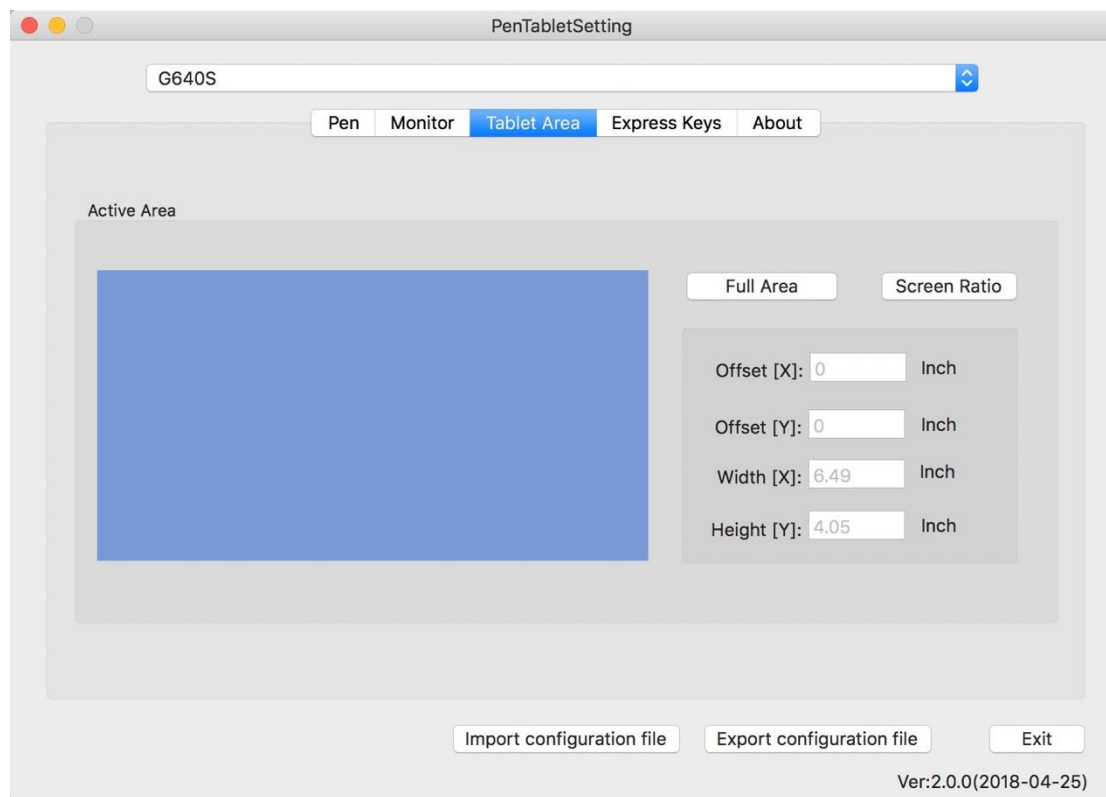 PenTabletSetting
G640S
Pen Monitor Tablet Area Express Keys About
Active Area
Full Area Screen Ratio
Offset [X]: 0 Inch
Offset [Y]: 0 Inch
Width [X]: 6.49 Inch
Height [Y]: 4.05 Inch
Import configuration file Export configuration file Exit
Ver:2.0.0(2018-04-25)